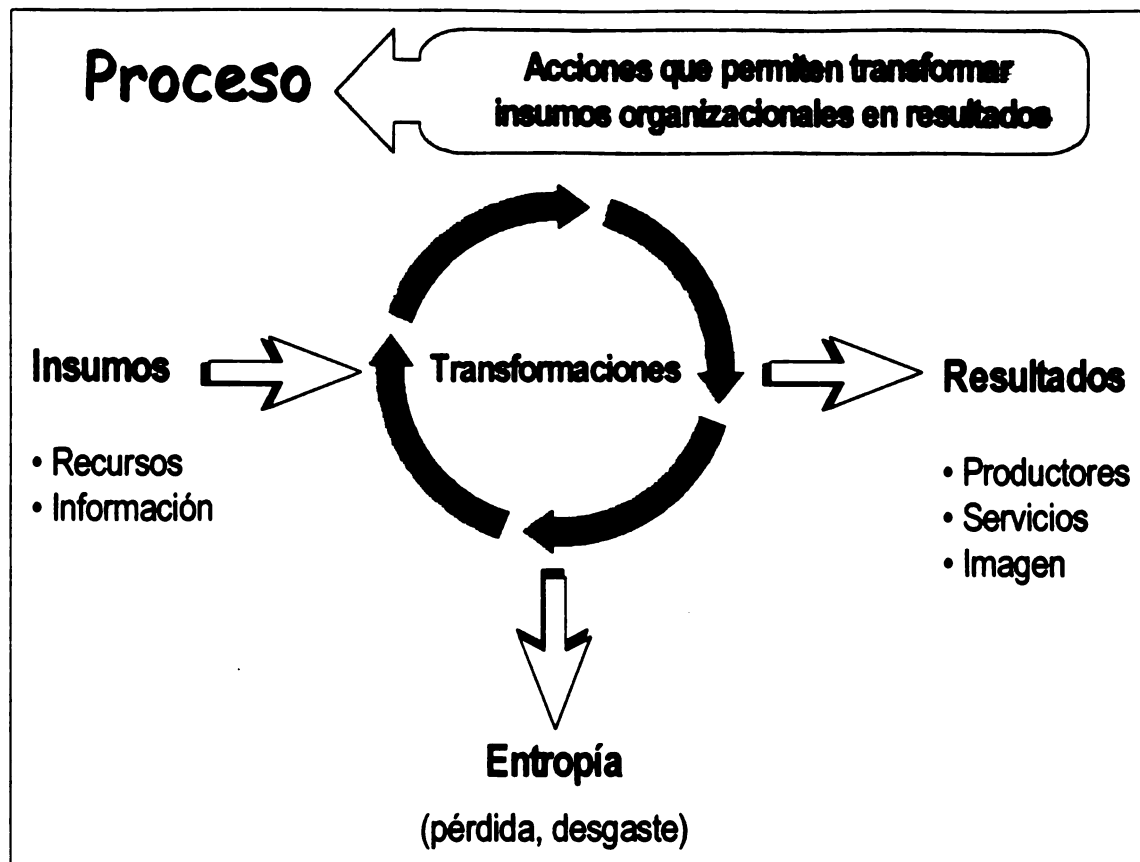 Proceso
Acciones que permiten transformar
insumos organizacionales en resultados
Insumos
• Recursos
• Información
Transformaciones
Resultados
• Productores
• Servicios
• Imagen
Entropía
(pérdida, desgaste)